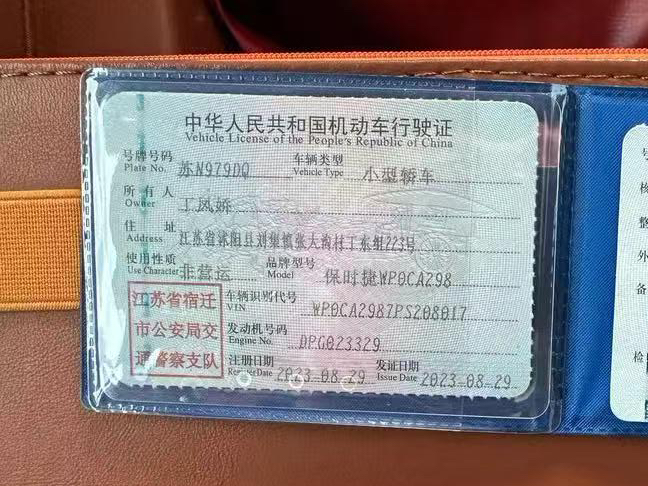 中华人民共和国机动车行驶证
Vehicle License of the People's Republic of China
号牌号码 Plate No. 苏N979DQ 车辆类型 Vehicle Type 小型轿车
所有人 Owner 丁凤娇
住址 Address 江苏省沭阳县刘集镇张大沟村丁东组223号
使用性质 Use Character 非营运 品牌型号 Model 保时捷WP0CA298
江苏省宿迁
市公安局交
通警察支队
车辆识别代号 VIN WP0CA2987PS208017
发动机号码 Engine No. DPG023329
注册日期 Register Date 2023-08-29 发证日期 Issue Date 2023-08-29
号
核
整
外
备
检